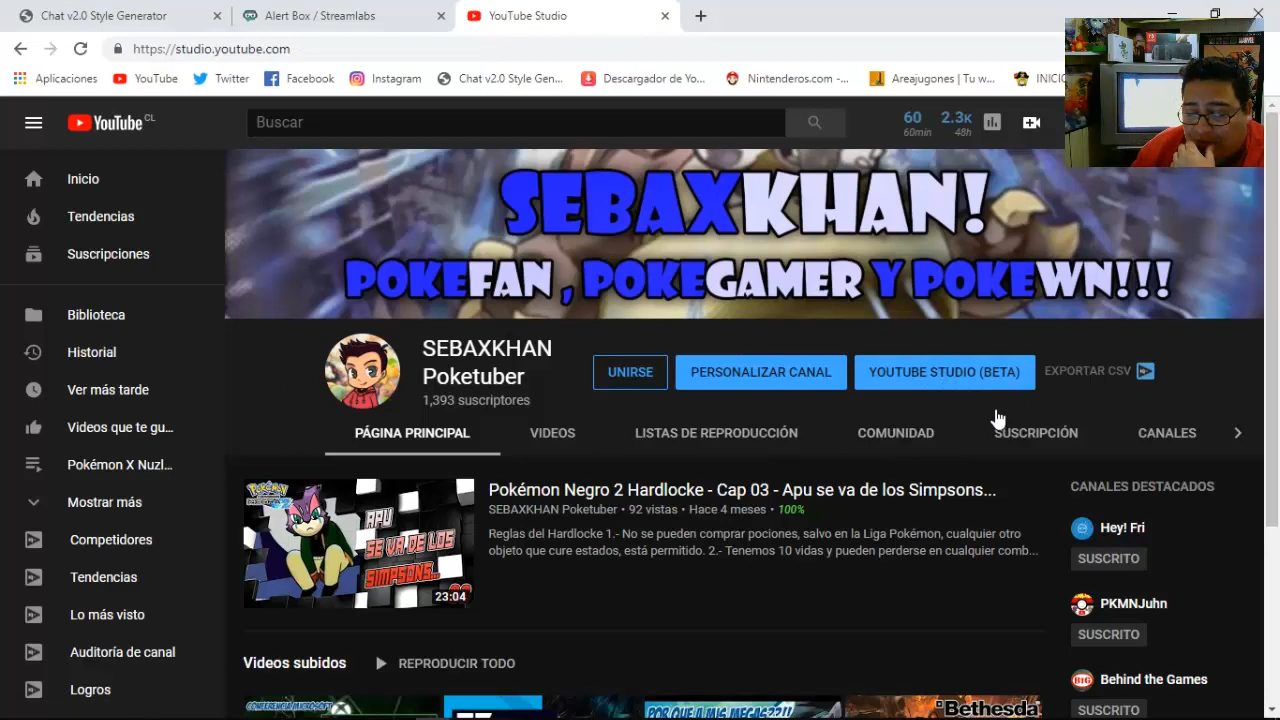 Chat v2.0 Style Generator
Alert Box / Streamlabs
YouTube Studio
https://studio.youtube.com
Aplicaciones
YouTube
Twitter
Facebook
Instagram
Chat v2.0 Style Gen...
Descargador de Yo...
Nintenderos.com -...
Areajugones | Tu w...
INICIO
YouTube CL
Buscar
60
60min
2.3K
48h
Inicio
Tendencias
Suscripciones
Biblioteca
Historial
Ver más tarde
Videos que te gu...
Pokémon X Nuzl...
Mostrar más
Competidores
Tendencias
Lo más visto
Auditoría de canal
Logros
SEBAXKHAN!
POKEFAN , POKEGAMER Y POKEWN!!!
SEBAXKHAN
Poketuber
1,393 suscriptores
UNIRSE
PERSONALIZAR CANAL
YOUTUBE STUDIO (BETA)
EXPORTAR CSV
PÁGINA PRINCIPAL
VIDEOS
LISTAS DE REPRODUCCIÓN
COMUNIDAD
SUSCRIPCIÓN
CANALES
APU
SE VA DE LOS
SIMPSONS...
23:04
Pokémon Negro 2 Hardlocke - Cap 03 - Apu se va de los Simpsons...
SEBAXKHAN Poketuber • 92 vistas • Hace 4 meses • 100%
Reglas del Hardlocke 1.- No se pueden comprar pociones, salvo en la Liga Pokémon, cualquier otro
objeto que cure estados, está permitido. 2.- Tenemos 10 vidas y pueden perderse en cualquier comb...
CANALES DESTACADOS
Hey! Fri
SUSCRITO
PKMNJuhn
SUSCRITO
Behind the Games
SUSCRITO
Videos subidos
REPRODUCIR TODO
CONFERENCIA MICROSOFT
POR QUE A MIS MEGAS??!!
Bethesda